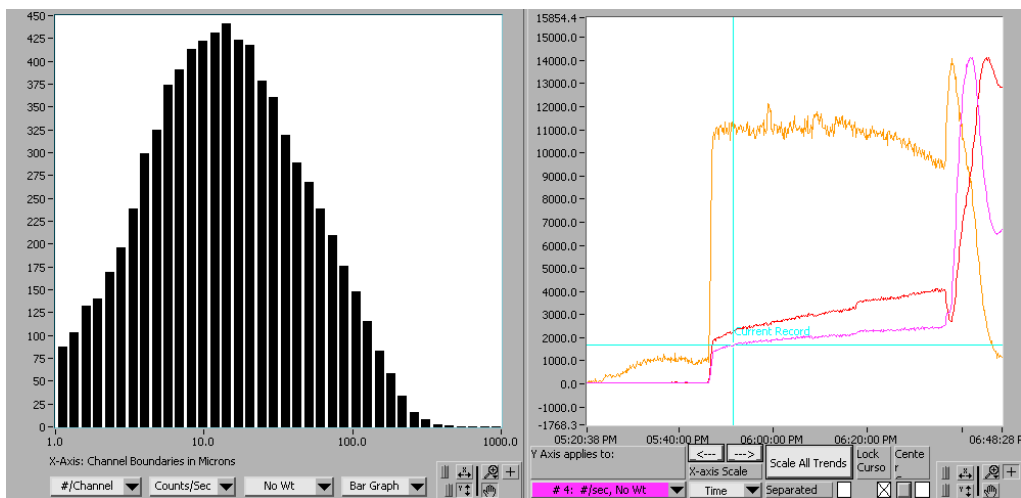 450
425
400
375
350
325
300
275
250
225
200
175
150
125
100
75
50
25
0
1.0 10.0 100.0 1000.0
X-Axis: Channel Boundaries in Microns
#/Channel Counts/Sec No Wt Bar Graph
X
Y
15854.4
15000.0
14000.0
13000.0
12000.0
11000.0
10000.0
9000.0
8000.0
7000.0
6000.0
5000.0
4000.0
3000.0
2000.0
1000.0
0.0
-1000.0
-1768.3
Current Record
05:20:38 PM 05:40:00 PM 06:00:00 PM 06:20:00 PM 06:48:28 PM
Y Axis applies to:
<--- --->
X-axis Scale
Scale All Trends
Lock
Curso
Cente
r
# 4: #/sec, No Wt Time Separated
X
Y